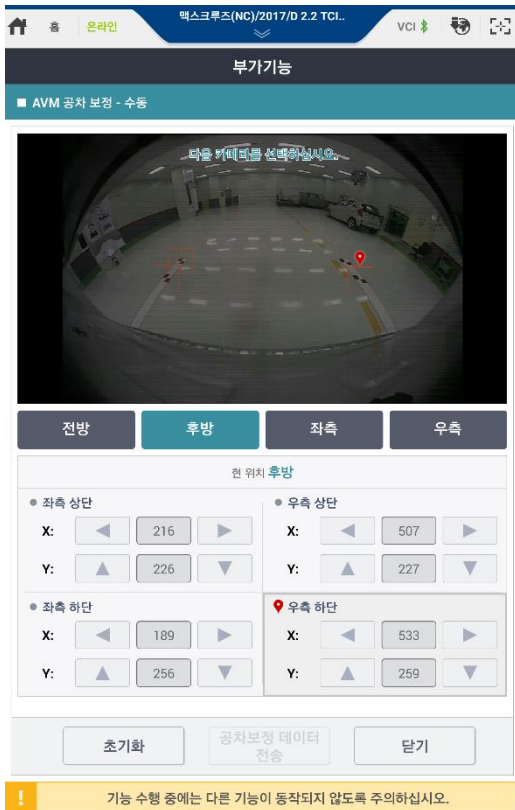 홈
온라인
맥스크루즈(NC)/2017/D 2.2 TCI..
VCI
부가기능
AVM 공차 보정 - 수동
다음 카메라를 선택하십시오.
전방
후방
좌측
우측
현 위치 후방
좌측 상단
X: 216
Y: 226
우측 상단
X: 507
Y: 227
좌측 하단
X: 189
Y: 256
우측 하단
X: 533
Y: 259
초기화
공차보정 데이터
전송
닫기
기능 수행 중에는 다른 기능이 동작되지 않도록 주의하십시오.